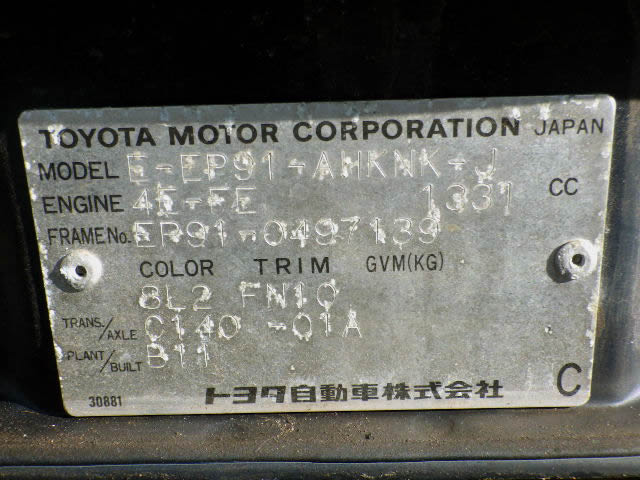 TOYOTA MOTOR CORPORATION JAPAN
MODEL E-EP91-AHKNK-J
ENGINE 4E-FE 1331 CC
FRAME No. EP91-0497139
COLOR TRIM GVM(KG)
8L2 FN10
TRANS./AXLE C140 -01A
PLANT/BUILT B11
30881 トヨタ自動車株式会社 C